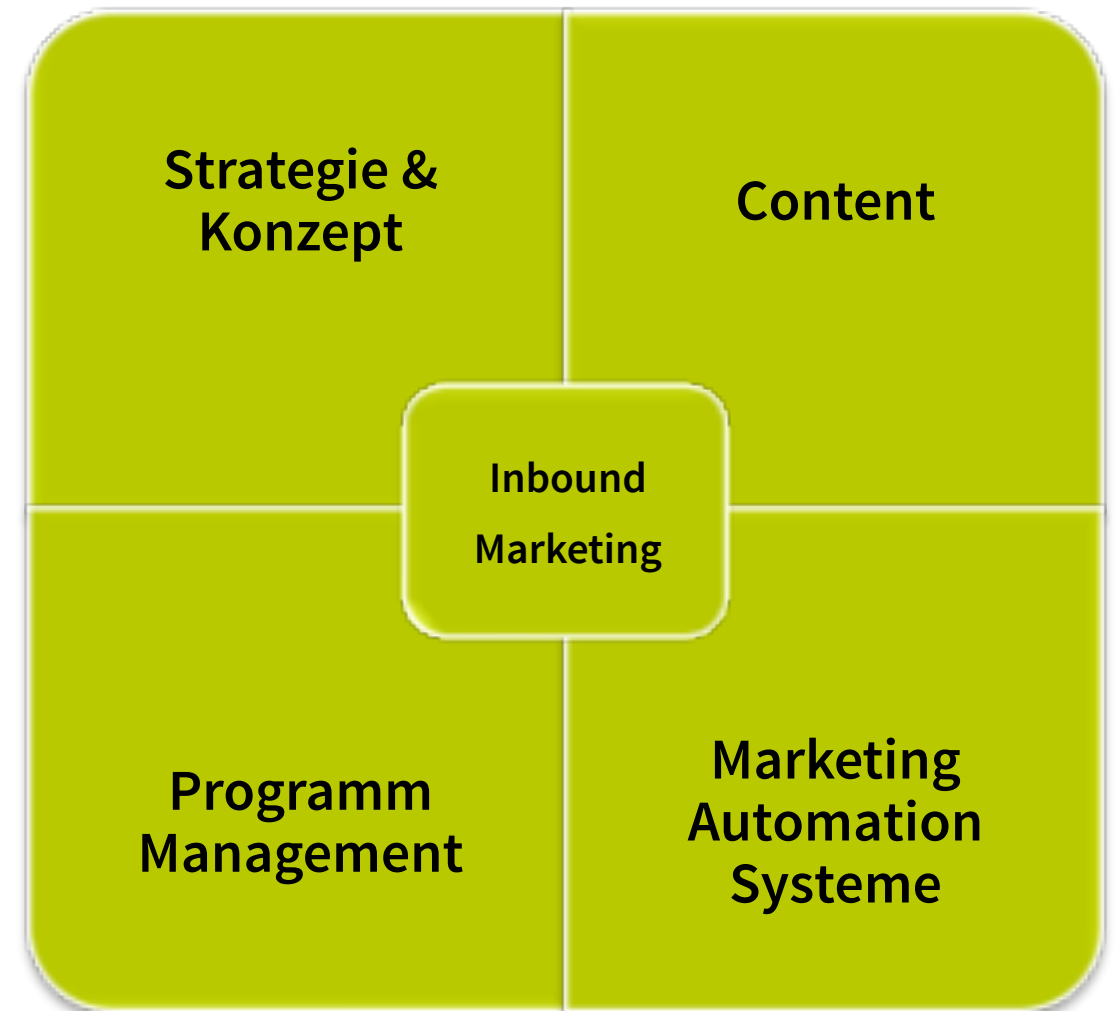 Strategie &
Konzept
Content
Inbound
Marketing
Programm
Management
Marketing
Automation
Systeme